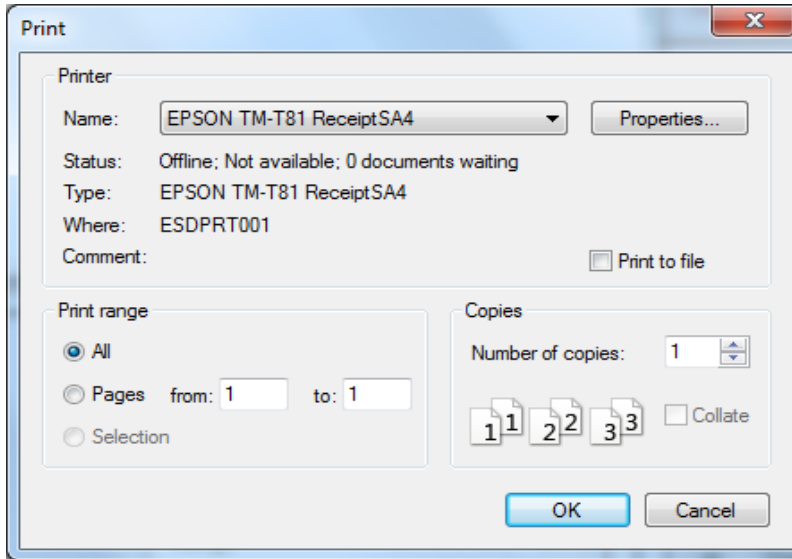 Print
Printer
Name: EPSON TM-T81 ReceiptSA4 Properties...
Status: Offline; Not available; 0 documents waiting
Type: EPSON TM-T81 ReceiptSA4
Where: ESDPRT001
Comment: Print to file
Print range
All
Pages from: 1 to: 1
Selection
Copies
Number of copies: 1
1 1 2 2 3 3 Collate
OK Cancel